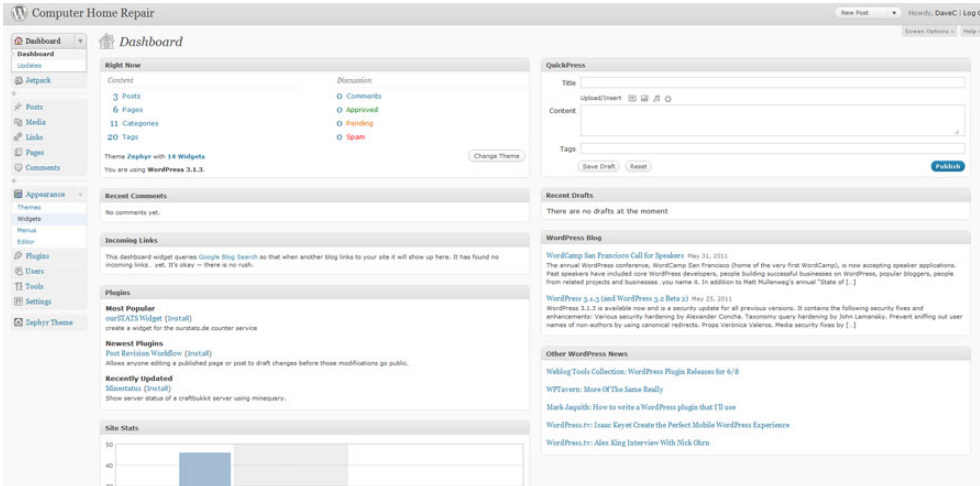 Computer Home Repair
New Post
Howdy, DaveC | Log
Screen Options
Help
Dashboard
Dashboard
Updates
Jetpack
Posts
Media
Links
Pages
Comments
Appearance
Themes
Widgets
Menus
Editor
Plugins
Users
Tools
Settings
Zephyr Theme
Dashboard
Right Now
Content
Discussion
3 Posts
0 Comments
6 Pages
0 Approved
11 Categories
0 Pending
20 Tags
0 Spam
Theme Zephyr with 14 Widgets
Change Theme
You are using WordPress 3.1.3.
Recent Comments
No comments yet.
Incoming Links
This dashboard widget queries Google Blog Search so that when another blog links to your site it will show up here. It has found no
incoming links... yet. It's okay — there is no rush.
Plugins
Most Popular
ourSTATS Widget (Install)
create a widget for the ourstats.de counter service
Newest Plugins
Post Revision Workflow (Install)
Allows anyone editing a published page or post to draft changes before those modifications go public.
Recently Updated
Minestatus (Install)
Show server status of a craftbukkit server using minequery.
Site Stats
50
40
QuickPress
Title
Upload/Insert
Content
Tags
Save Draft
Reset
Publish
Recent Drafts
There are no drafts at the moment
WordPress Blog
WordCamp San Francisco Call for Speakers May 31, 2011
The annual WordPress conference, WordCamp San Francisco (home of the very first WordCamp), is now accepting speaker applications.
Past speakers have included core WordPress developers, people building successful businesses on WordPress, popular bloggers, people
from related projects and businesses...you name it. In addition to Matt Mullenweg's annual "State of [...]
WordPress 3.1.3 (and WordPress 3.2 Beta 2) May 25, 2011
WordPress 3.1.3 is available now and is a security update for all previous versions. It contains the following security fixes and
enhancements: Various security hardening by Alexander Concha. Taxonomy query hardening by John Lamansky. Prevent sniffing out user
names of non-authors by using canonical redirects. Props Verónica Valeros. Media security fixes by [...]
Other WordPress News
Weblog Tools Collection: WordPress Plugin Releases for 6/8
WPTavern: More Of The Same Really
Mark Jaquith: How to write a WordPress plugin that I'll use
WordPress.tv: Isaac Keyet Create the Perfect Mobile WordPress Experience
WordPress.tv: Alex King Interview With Nick Ohrn